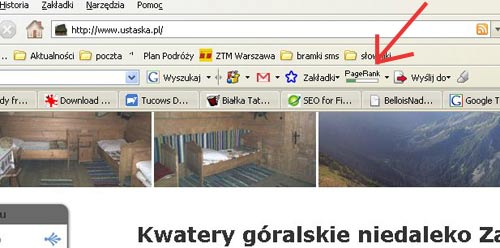 Historia Zakładki Narzędzia Pomoc
http://www.ustaska.pl/
... Aktualności poczta Plan Podróży ZTM Warszawa bramki sms
Wyszukaj Zakładki PageRank Wyślij do
dy fr... Download ... Tucows D... Białka Tat... SEO for Fi... BelloisNad... Google T
Kwatery góralskie niedaleko Za